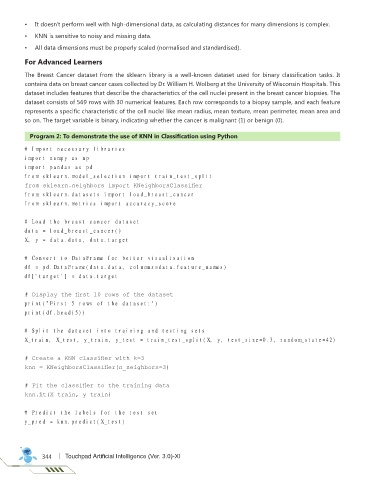 • It doesn't perform well with high-dimensional data, as calculating distances for many dimensions is complex.
• KNN is sensitive to noisy and missing data.
• All data dimensions must be properly scaled (normalised and standardised).
For Advanced Learners
The Breast Cancer dataset from the sklearn library is a well-known dataset used for binary classification tasks. It
contains data on breast cancer cases collected by Dr. William H. Wolberg at the University of Wisconsin Hospitals. This
dataset includes features that describe the characteristics of the cell nuclei present in the breast cancer biopsies. The
dataset consists of 569 rows with 30 numerical features. Each row corresponds to a biopsy sample, and each feature
represents a specific characteristic of the cell nuclei like mean radius, mean texture, mean perimeter, mean area and
so on. The target variable is binary, indicating whether the cancer is malignant (1) or benign (0).
Program 2: To demonstrate the use of KNN in Classification using Python
# Import necessary libraries
import numpy as np
import pandas as pd
from sklearn.model_selection import train_test_split
from sklearn.neighbors import KNeighborsClassifier
from sklearn.datasets import load_breast_cancer
from sklearn.metrics import accuracy_score
# Load the breast cancer dataset
data = load_breast_cancer()
X, y = data.data, data.target
# Convert to DataFrame for better visualization
df = pd.DataFrame(data.data, columns=data.feature_names)
df['target'] = data.target
# Display the first 10 rows of the dataset
print("First 5 rows of the dataset:")
print(df.head(5))
# Split the dataset into training and testing sets
X_train, X_test, y_train, y_test = train_test_split(X, y, test_size=0.3, random_state=42)
# Create a KNN classifier with k=3
knn = KNeighborsClassifier(n_neighbors=3)
# Fit the classifier to the training data
knn.fit(X_train, y_train)
# Predict the labels for the test set
y_pred = knn.predict(X_test)
344 Touchpad Artificial Intelligence (Ver. 3.0)-XI